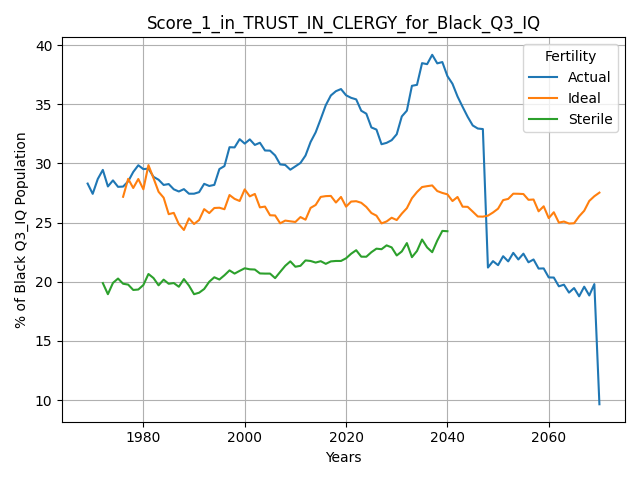 Score_1_in_TRUST_IN_CLERGY_for_Black_Q3_IQ
Fertility
Actual
Ideal
Sterile
% of Black Q3_IQ Population
40
35
30
25
20
15
10
1980
2000
2020
2040
2060
Years